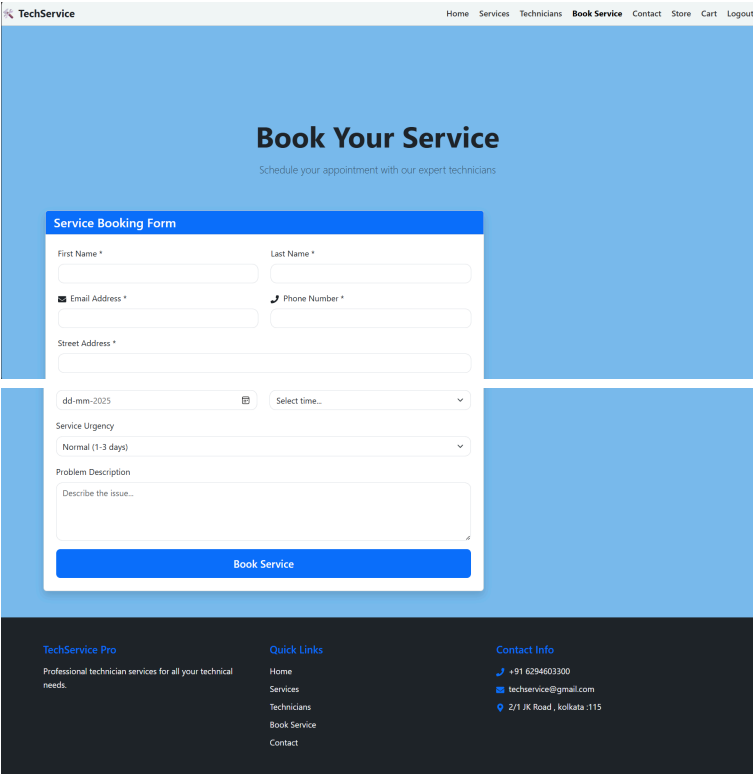 TechService
Home Services Technicians Book Service Contact Store Cart Logout
Book Your Service
Schedule your appointment with our expert technicians
Service Booking Form
First Name * Last Name *
Email Address * Phone Number *
Street Address *
dd-mm-2025 Select time...
Service Urgency
Normal (1-3 days)
Problem Description
Describe the issue...
Book Service
TechService Pro
Professional technician services for all your technical
needs.
Quick Links
Home
Services
Technicians
Book Service
Contact
Contact Info
+91 6294603300
techservice@gmail.com
2/1 JK Road , kolkata :115